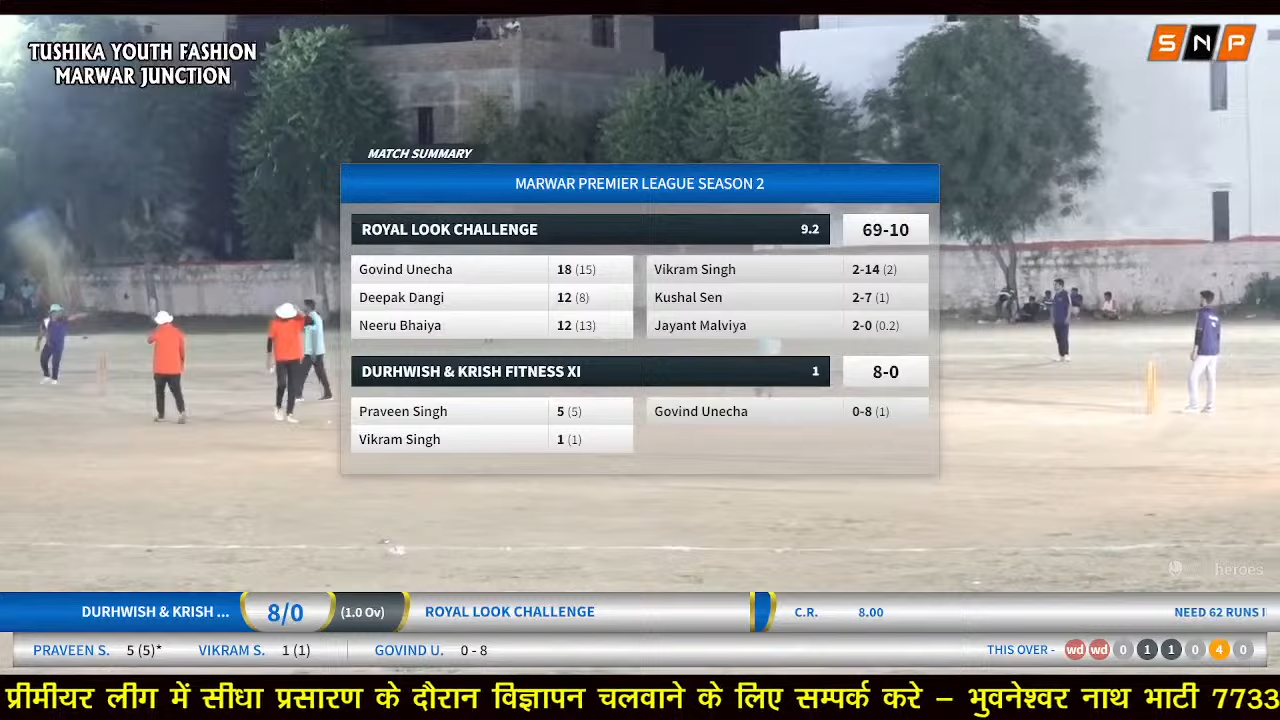 TUSHIKA YOUTH FASHION
MARWAR JUNCTION
SNP
MATCH SUMMARY
MARWAR PREMIER LEAGUE SEASON 2
ROYAL LOOK CHALLENGE 9.2 69-10
Govind Unecha 18 (15) Vikram Singh 2-14 (2)
Deepak Dangi 12 (8) Kushal Sen 2-7 (1)
Neeru Bhaiya 12 (13) Jayant Malviya 2-0 (0.2)
DURHWISH & KRISH FITNESS XI 1 8-0
Praveen Singh 5 (5) Govind Unecha 0-8 (1)
Vikram Singh 1 (1)
heroes
DURHWISH & KRISH ... 8/0 (1.0 Ov) ROYAL LOOK CHALLENGE C.R. 8.00 NEED 62 RUNS I
PRAVEEN S. 5 (5)* VIKRAM S. 1 (1) GOVIND U. 0 - 8 THIS OVER - wd wd 0 1 1 0 4 0
प्रीमीयर लीग में सीधा प्रसारण के दौरान विज्ञापन चलवाने के लिए सम्पर्क करे – भुवनेश्वर नाथ भाटी 7733